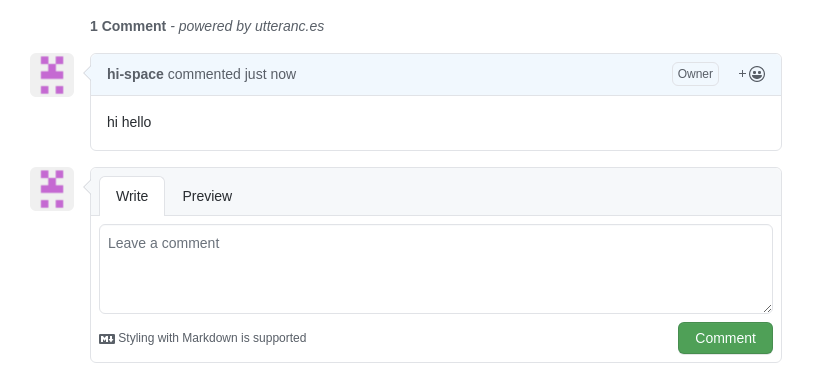 1 Comment - powered by utteranc.es
hi-space commented just now
Owner
+
hi hello
Write
Preview
Leave a comment
M Styling with Markdown is supported
Comment